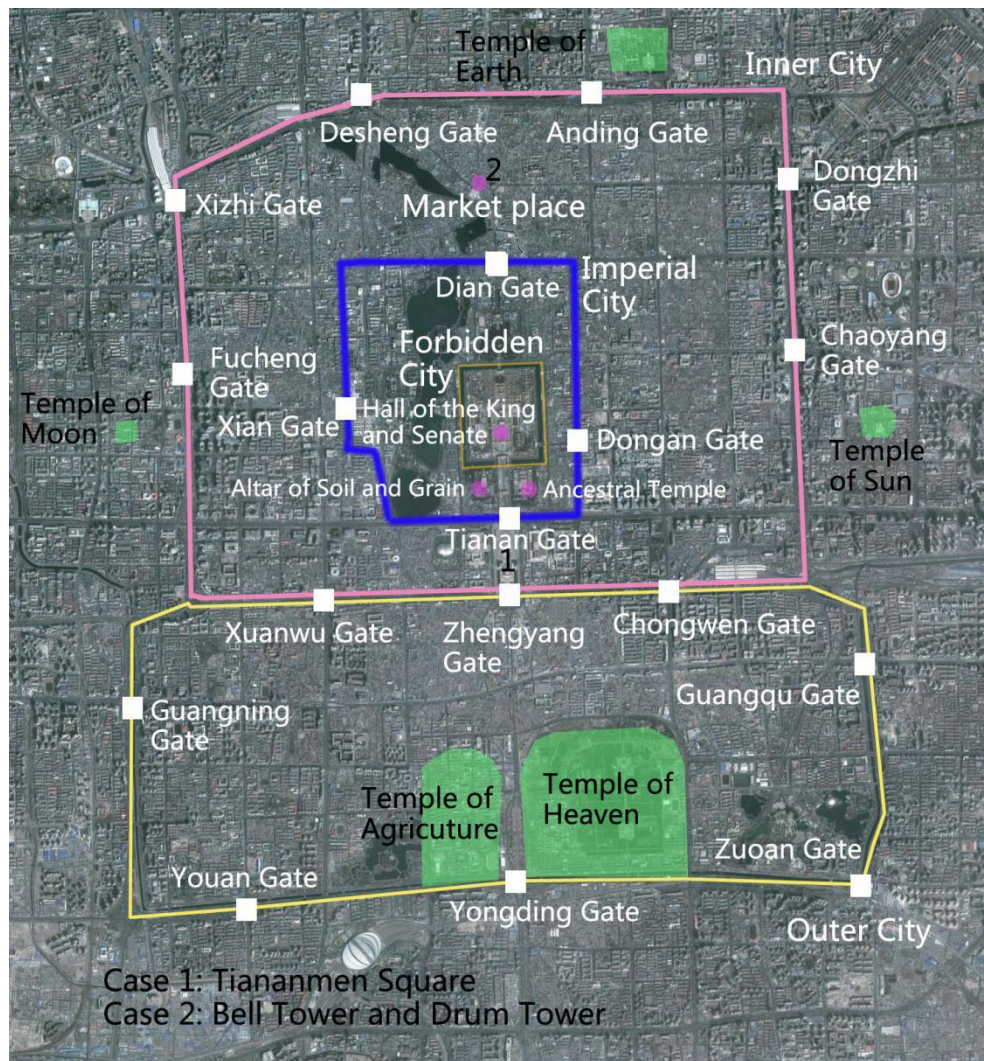 Temple of
Earth
Inner City
Desheng Gate
Anding Gate
2
Dongzhi
Gate
Xizhi Gate
Market place
Imperial
City
Dian Gate
Forbidden
City
Chaoyang
Gate
Fucheng
Gate
Temple of
Moon
Xian Gate
Hall of the King
and Senate
Dongan Gate
Temple
of Sun
Altar of Soil and Grain
Ancestral Temple
Tianan Gate
1
Xuanwu Gate
Zhengyang
Gate
Chongwen Gate
Guangqu Gate
Guangning
Gate
Temple of
Agricuture
Temple of
Heaven
Zuoan Gate
Youan Gate
Yongding Gate
Outer City
Case 1: Tiananmen Square
Case 2: Bell Tower and Drum Tower